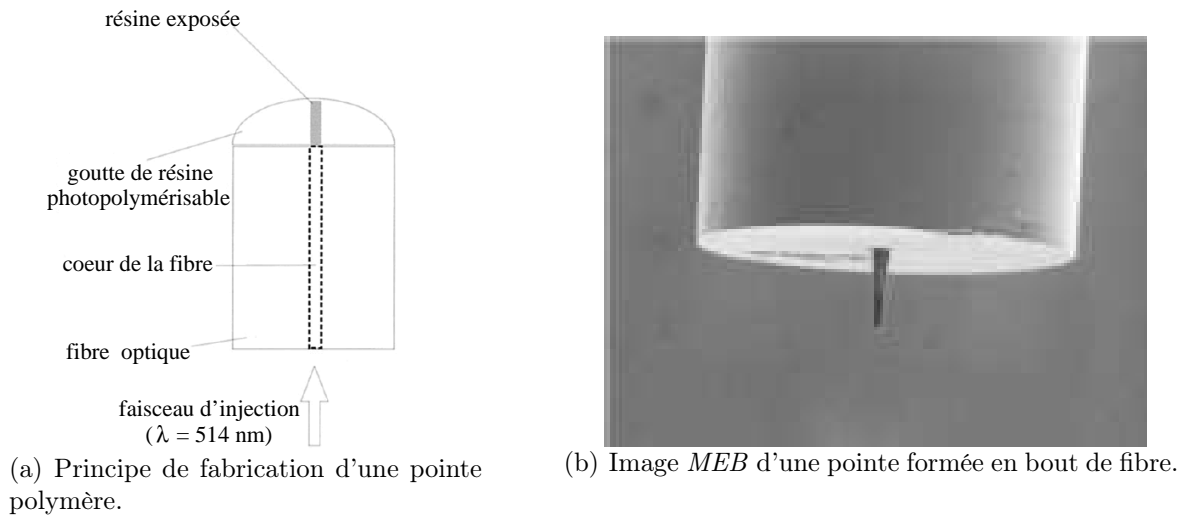 résine exposée
goutte de résine
photopolymérisable
coeur de la fibre
fibre optique
faisceau d'injection
( λ = 514 nm)
(a) Principe de fabrication d'une pointe
polymère.
(b) Image MEB d'une pointe formée en bout de fibre.